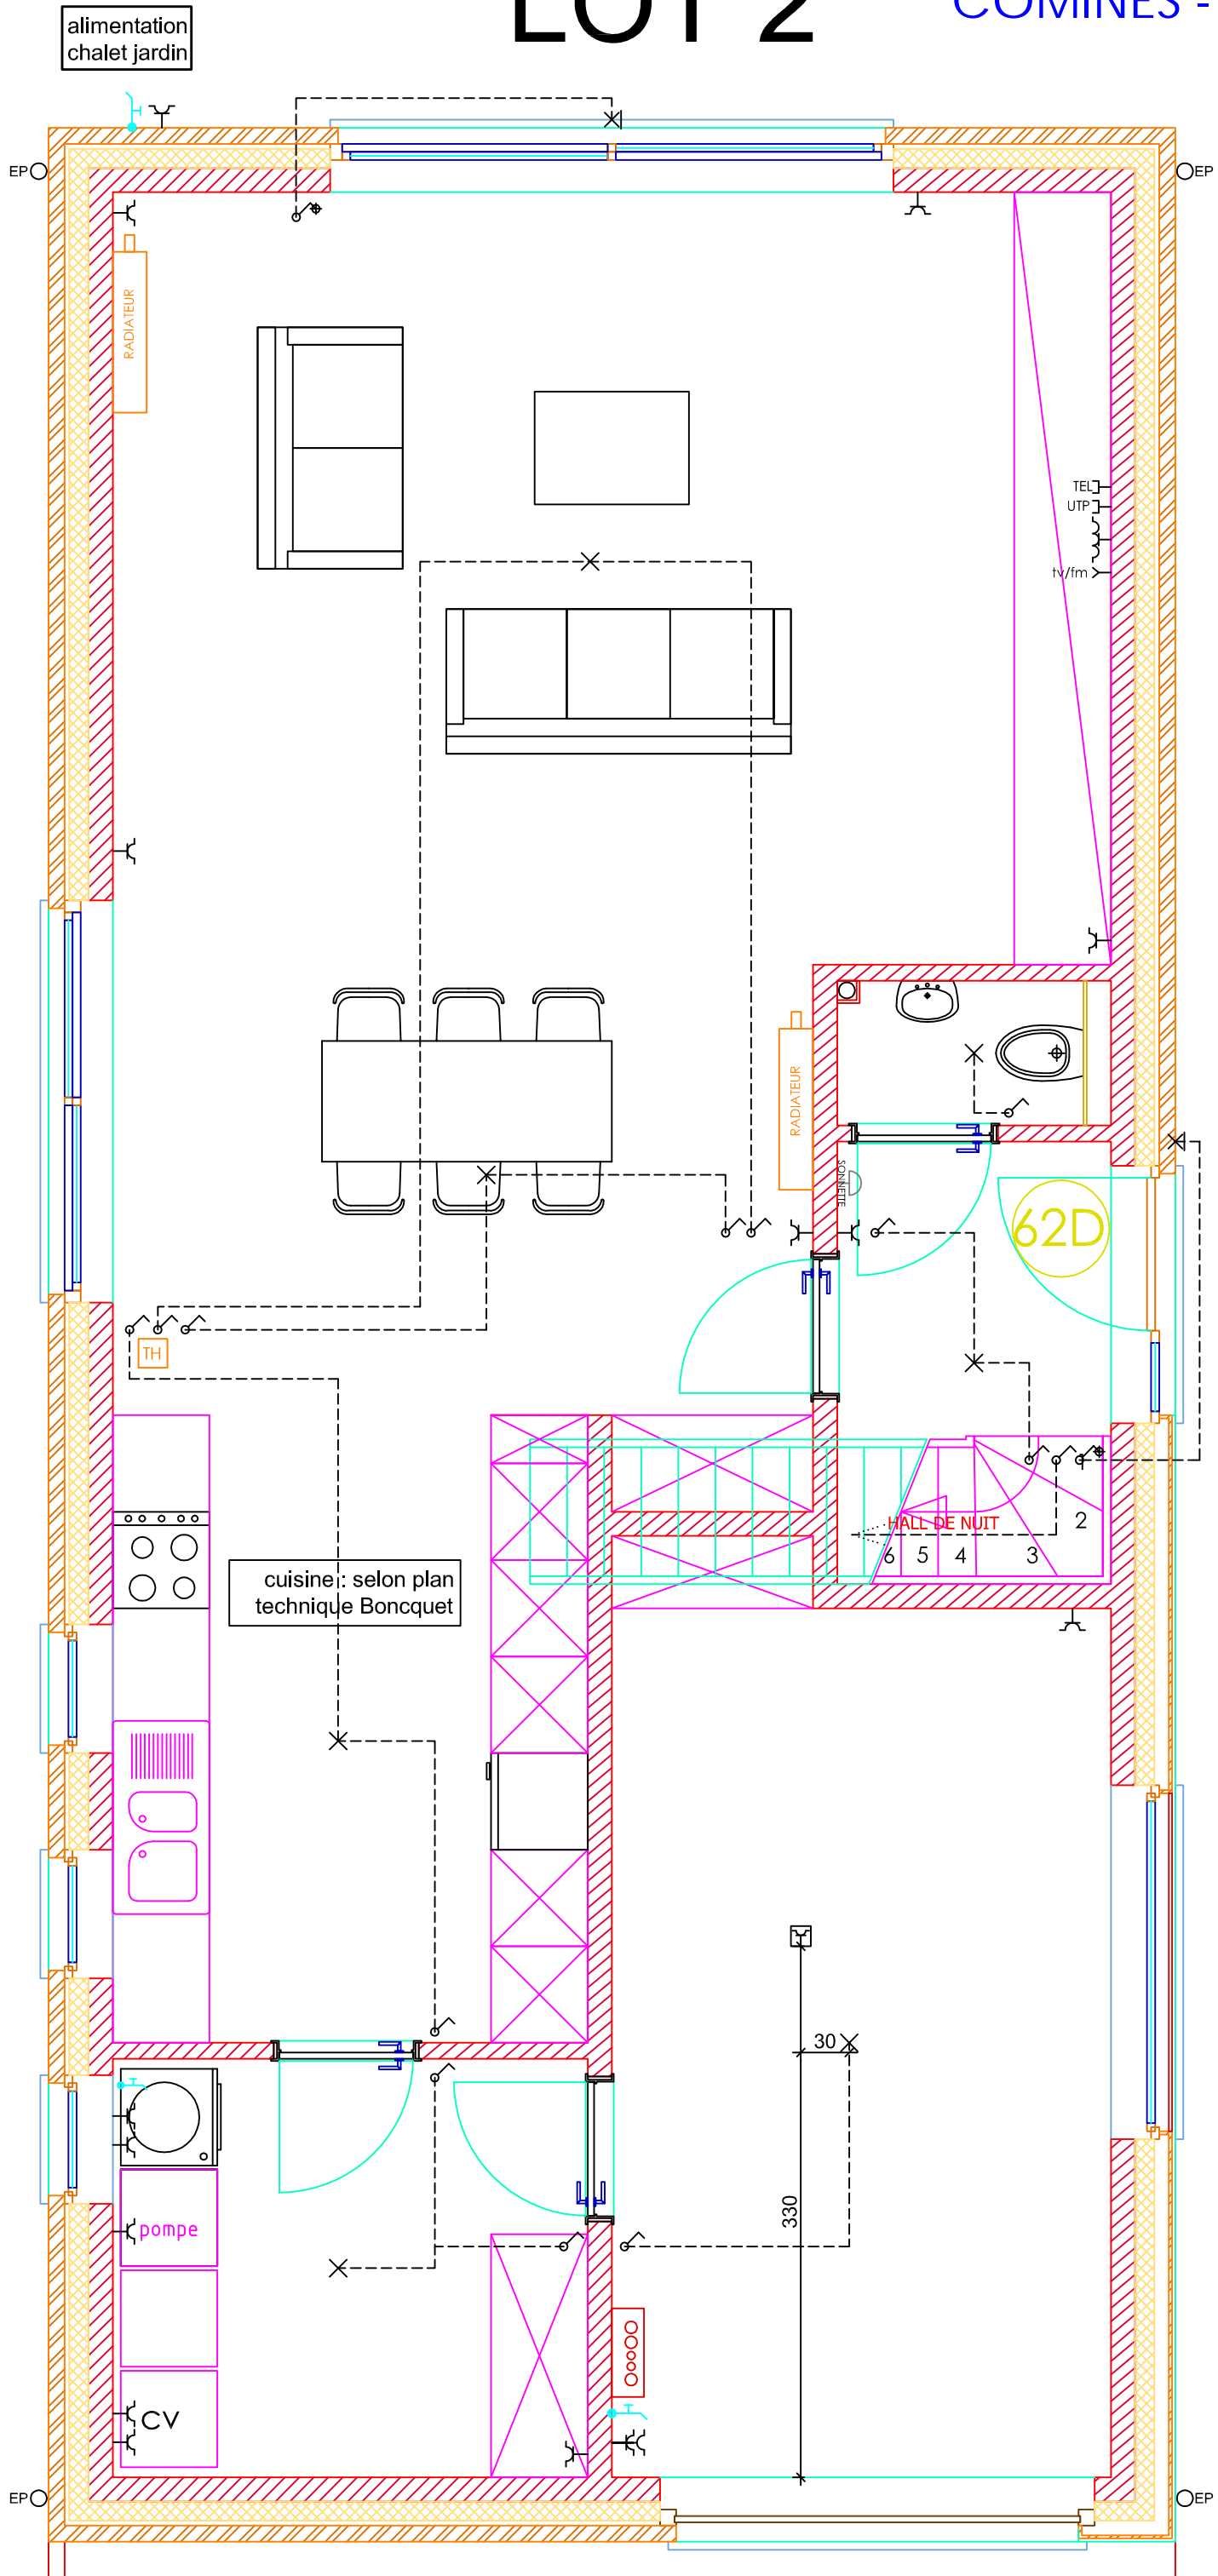 LOT 2
COMINES -
alimentation
chalet jardin
EP
EP
RADIATEUR
TEL
UTP
tv/fm
RADIATEUR
SONNETTE
62D
TH
HALL DE NUIT
2
3
4
5
6
cuisine : selon plan
technique Boncquet
30
330
pompe
CV
EP
EP